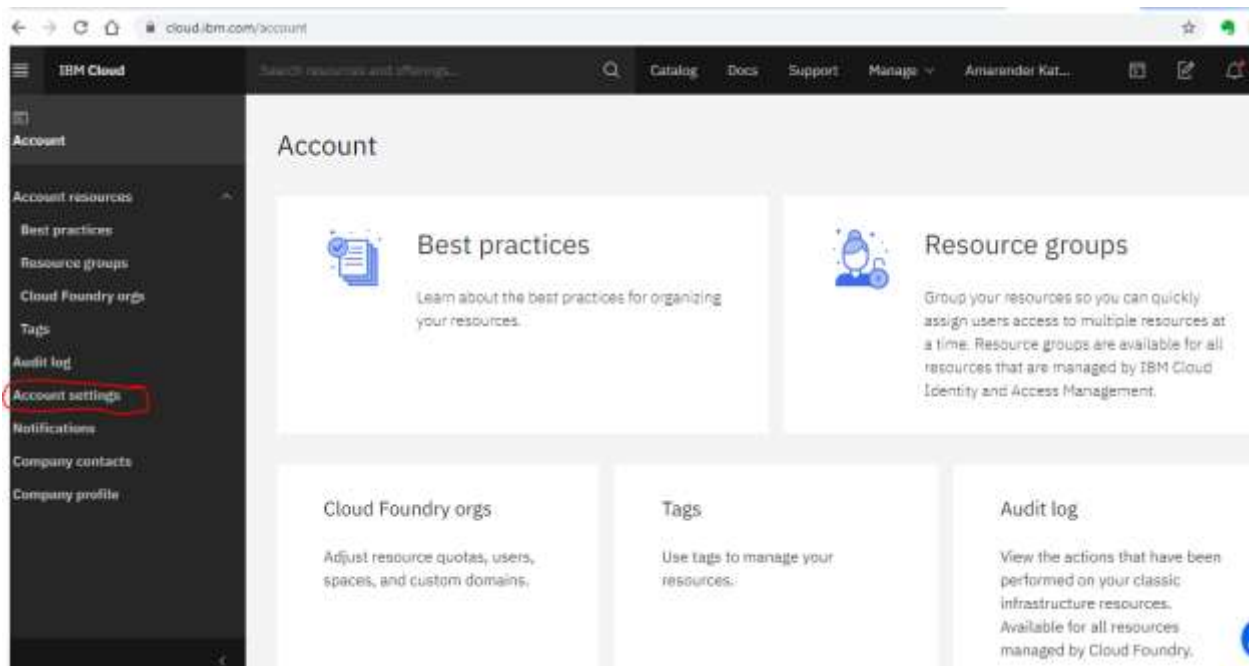 cloud.ibm.com/account
IBM Cloud
Search resources and offerings...
Catalog
Docs
Support
Manage
Amarender Kat...
Account
Account resources
Best practices
Resource groups
Cloud Foundry orgs
Tags
Audit log
Account settings
Notifications
Company contacts
Company profile
Account
Best practices
Learn about the best practices for organizing
your resources.
Resource groups
Group your resources so you can quickly
assign users access to multiple resources at
a time. Resource groups are available for all
resources that are managed by IBM Cloud
Identity and Access Management.
Cloud Foundry orgs
Adjust resource quotas, users,
spaces, and custom domains.
Tags
Use tags to manage your
resources.
Audit log
View the actions that have been
performed on your classic
infrastructure resources.
Available for all resources
managed by Cloud Foundry.